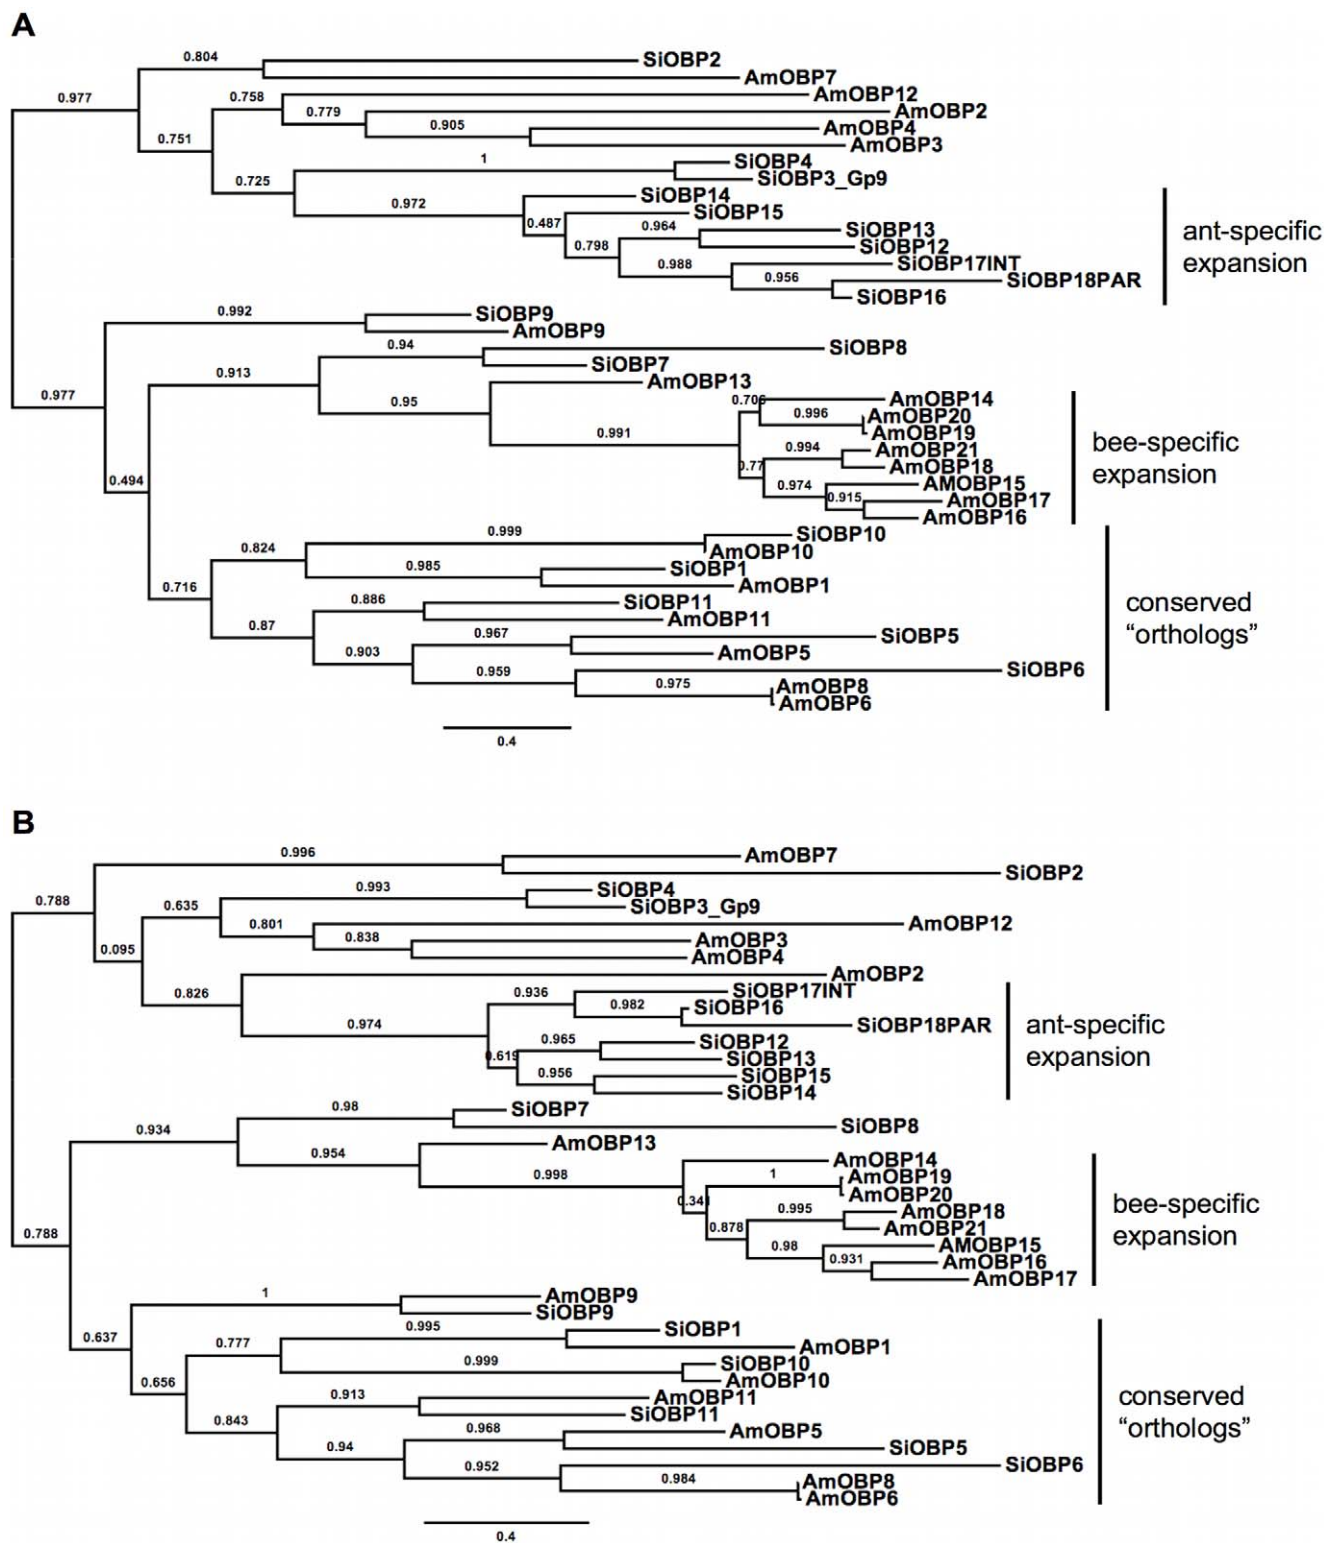 A
0.804
SiOBP2
AmOBP7
0.977
0.758
AmOBP12
0.779
AmOBP2
0.905
AmOBP4
0.751
AmOBP3
1
SiOBP4
0.725
SiOBP3_Gp9
0.972
SiOBP14
0.487
SiOBP15
0.964
SiOBP13
0.798
SiOBP12
0.988
SiOBP17INT
0.956
SiOBP18PAR
SiOBP16
ant-specific
expansion
0.992
SiOBP9
AmOBP9
0.94
SiOBP8
0.913
SiOBP7
0.977
0.95
AmOBP13
0.991
AmOBP14
0.996
AmOBP20
AmOBP19
0.994
AmOBP21
0.77
AmOBP18
0.974
AMOBP15
0.915
AmOBP17
AmOBP16
bee-specific
expansion
0.494
0.999
SiOBP10
0.824
AmOBP10
0.985
SiOBP1
0.716
AmOBP1
0.886
SiOBP11
0.87
AmOBP11
0.967
SiOBP5
0.903
AmOBP5
0.959
SiOBP6
0.975
AmOBP8
AmOBP6
conserved
“orthologs”
0.4
B
0.996
AmOBP7
SiOBP2
0.788
0.993
SiOBP4
0.635
SiOBP3_Gp9
0.801
AmOBP12
0.838
AmOBP3
0.095
AmOBP4
0.826
AmOBP2
0.936
SiOBP17INT
0.982
SiOBP16
0.974
SiOBP18PAR
0.965
SiOBP12
0.619
SiOBP13
0.956
SiOBP15
SiOBP14
ant-specific
expansion
0.98
SiOBP7
0.934
SiOBP8
0.954
AmOBP13
0.998
AmOBP14
1
AmOBP19
AmOBP20
0.341
0.995
AmOBP18
0.878
AmOBP21
0.98
AMOBP15
0.931
AmOBP16
AmOBP17
bee-specific
expansion
0.788
1
AmOBP9
SiOBP9
0.637
0.995
SiOBP1
0.777
AmOBP1
0.999
SiOBP10
0.656
AmOBP10
0.913
AmOBP11
0.843
SiOBP11
0.968
AmOBP5
0.94
SiOBP5
0.952
SiOBP6
0.984
AmOBP8
AmOBP6
conserved
“orthologs”
0.4